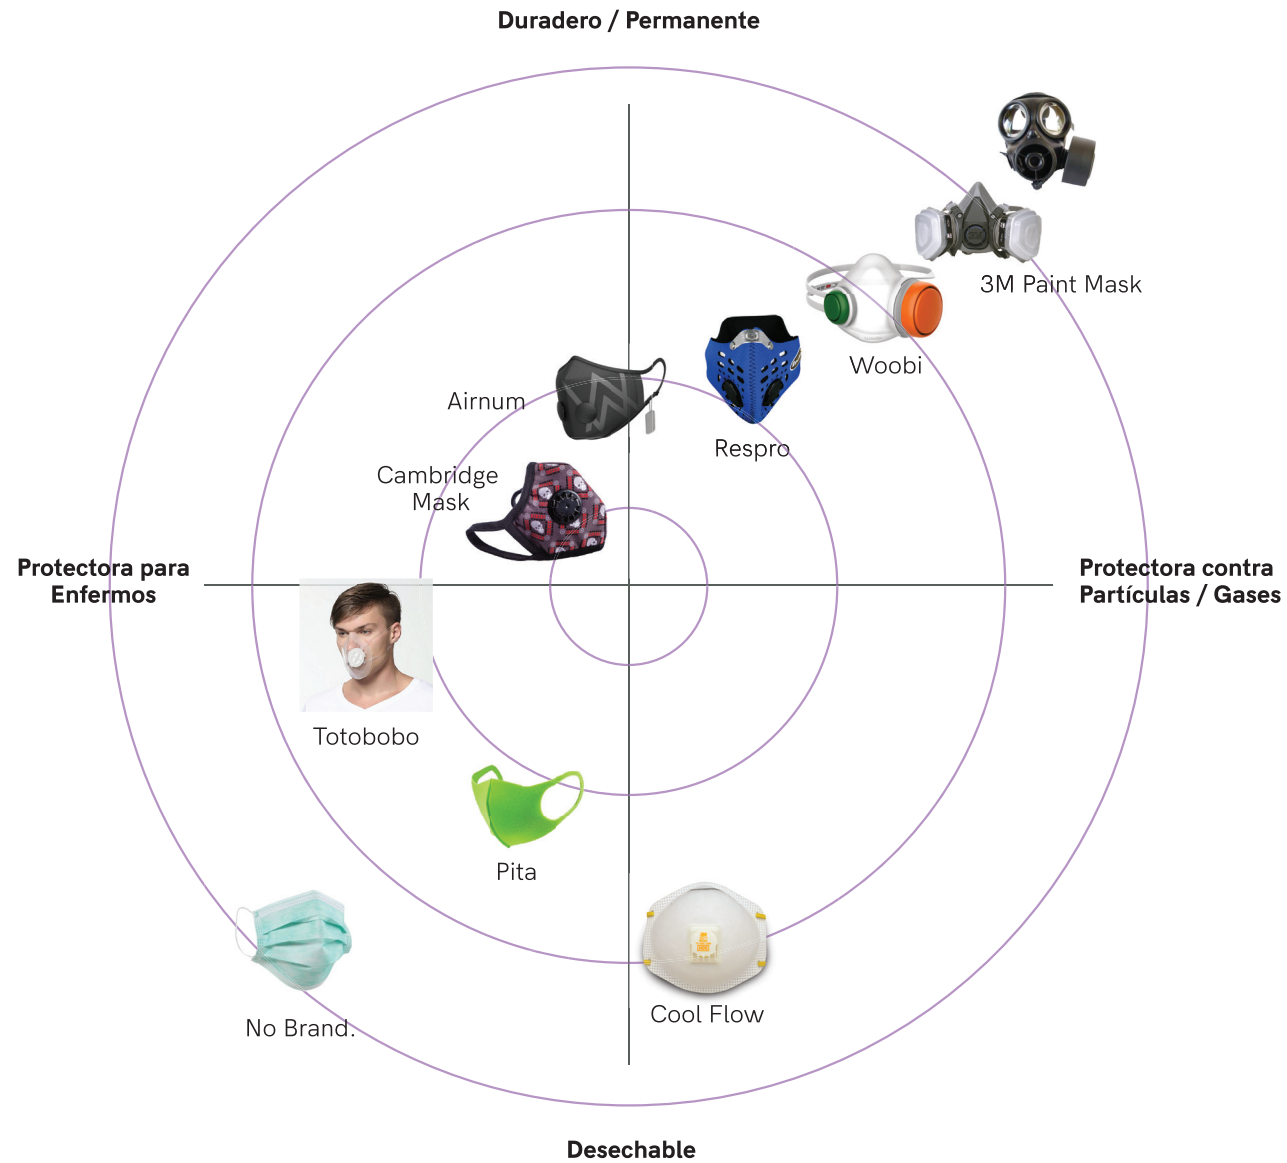 Duradero / Permanente
3M Paint Mask
Woobi
Airnum
Respro
Cambridge
Mask
Protectora para
Enfermos
Protectora contra
Partículas / Gases
Totobobo
Pita
No Brand.
Cool Flow
Desechable